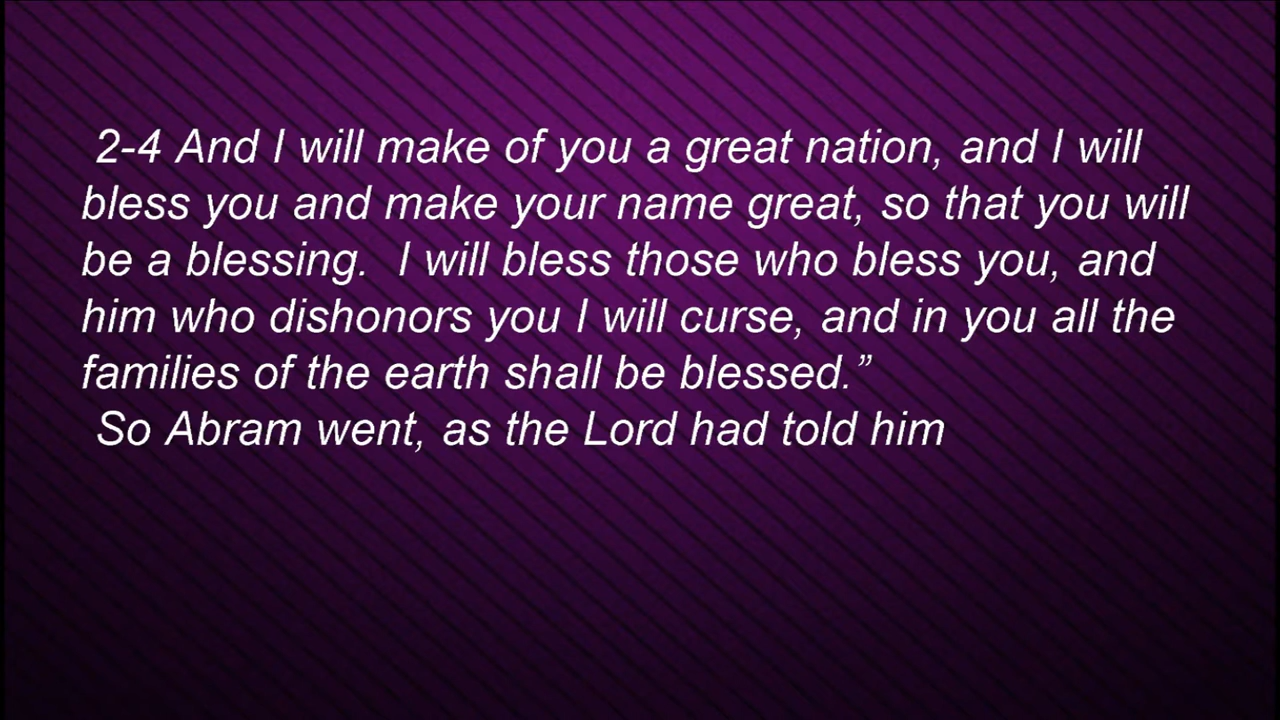 2-4 And I will make of you a great nation, and I will
bless you and make your name great, so that you will
be a blessing.  I will bless those who bless you, and
him who dishonors you I will curse, and in you all the
families of the earth shall be blessed.”
So Abram went, as the Lord had told him